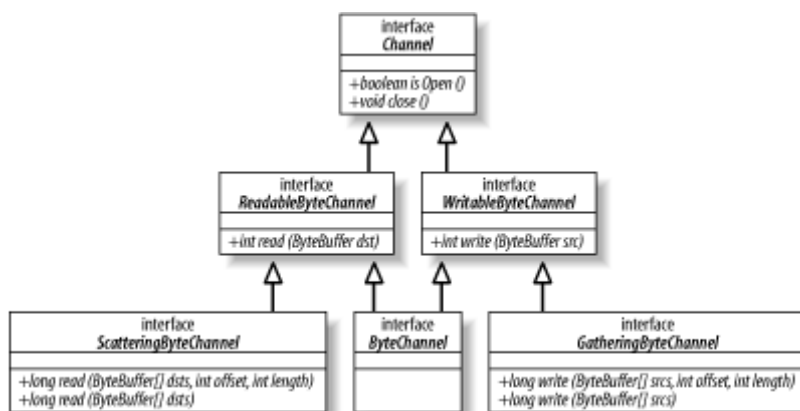 interface
Channel
+boolean is Open ()
+void close ()
interface
ReadableByteChannel
+int read (ByteBuffer dst)
interface
WritableByteChannel
+int write (ByteBuffer src)
interface
ScatteringByteChannel
+long read (ByteBuffer[] dsts, int offset, int length)
+long read (ByteBuffer[] dsts)
interface
ByteChannel
interface
GatheringByteChannel
+long write (ByteBuffer[] srcs, int offset, int length)
+long write (ByteBuffer[] srcs)